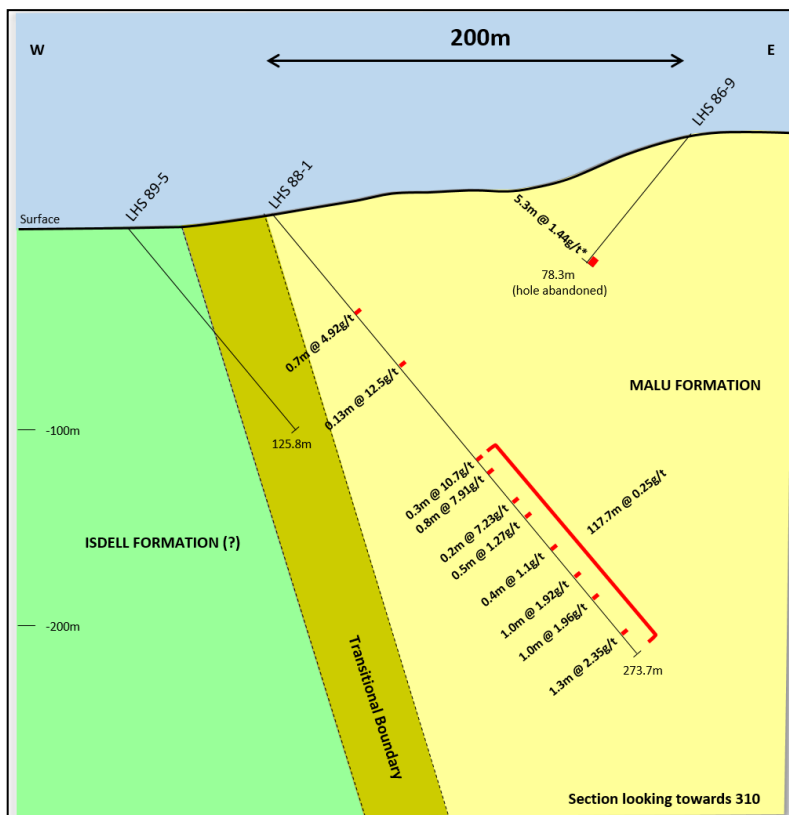 200m
W
E
LHS 86-9
LHS 89-5
LHS 88-1
Surface
5.3m @ 1.44g/t*
78.3m
(hole abandoned)
0.7m @ 4.92g/t
0.13m @ 12.5g/t
MALU FORMATION
-100m
125.8m
0.3m @ 10.7g/t
0.8m @ 7.91g/t
117.7m @ 0.25g/t
0.2m @ 7.23g/t
0.5m @ 1.27g/t
ISDELL FORMATION (?)
0.4m @ 1.1g/t
1.0m @ 1.92g/t
1.0m @ 1.96g/t
-200m
1.3m @ 2.35g/t
273.7m
Transitional Boundary
Section looking towards 310